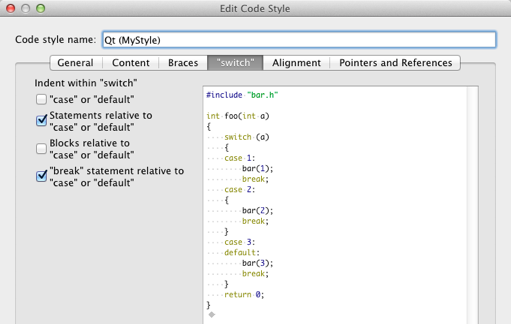 Edit Code Style
Code style name: Qt (MyStyle)
General Content Braces "switch" Alignment Pointers and References
Indent within "switch"
"case" or "default"
Statements relative to
"case" or "default"
Blocks relative to
"case" or "default"
"break" statement relative to
"case" or "default"
#include "bar.h"
int foo(int a)
{
switch (a)
{
case 1:
bar(1);
break;
case 2:
{
bar(2);
break;
}
case 3:
default:
bar(3);
break;
}
return 0;
}